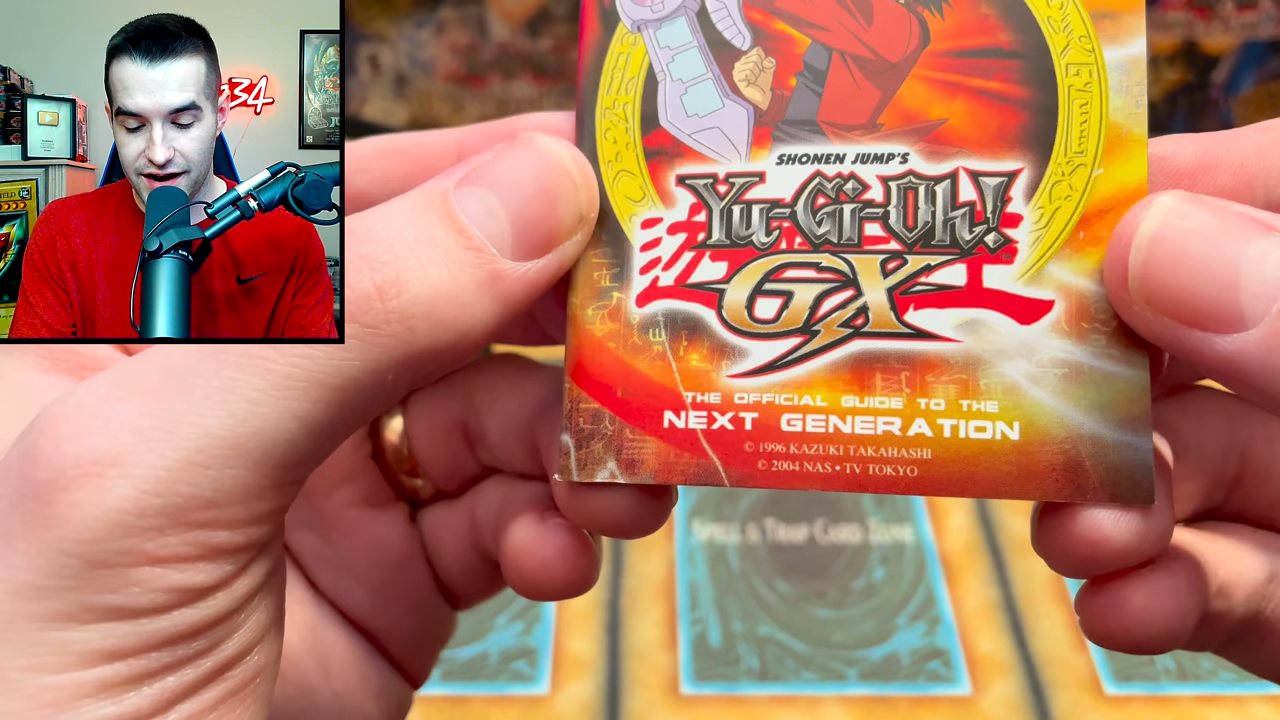 34
SHONEN JUMP'S
Yu-Gi-Oh!
GX
THE OFFICIAL GUIDE TO THE
NEXT GENERATION
© 1996 KAZUKI TAKAHASHI
© 2004 NAS • TV TOKYO
SPELL & TRAP CARD ZONE